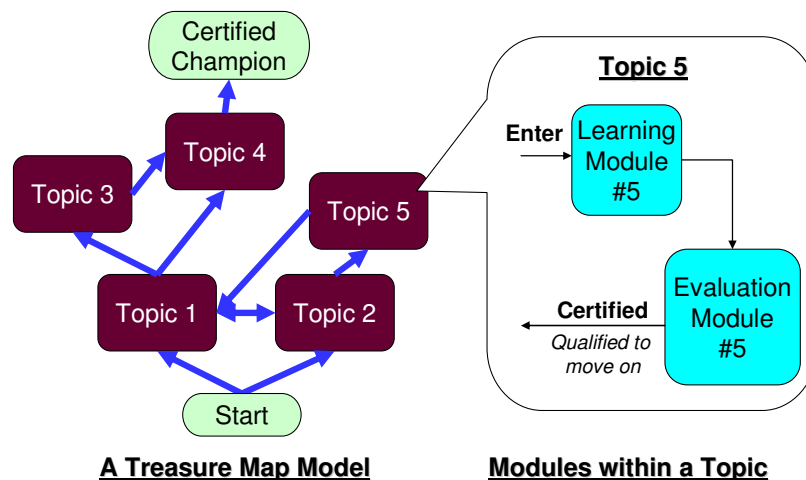 Certified
Champion
Topic 4
Topic 3
Topic 5
Topic 1
Topic 2
Start
A Treasure Map Model
Topic 5
Enter
Learning
Module
#5
Evaluation
Module
#5
Certified
Qualified to
move on
Modules within a Topic